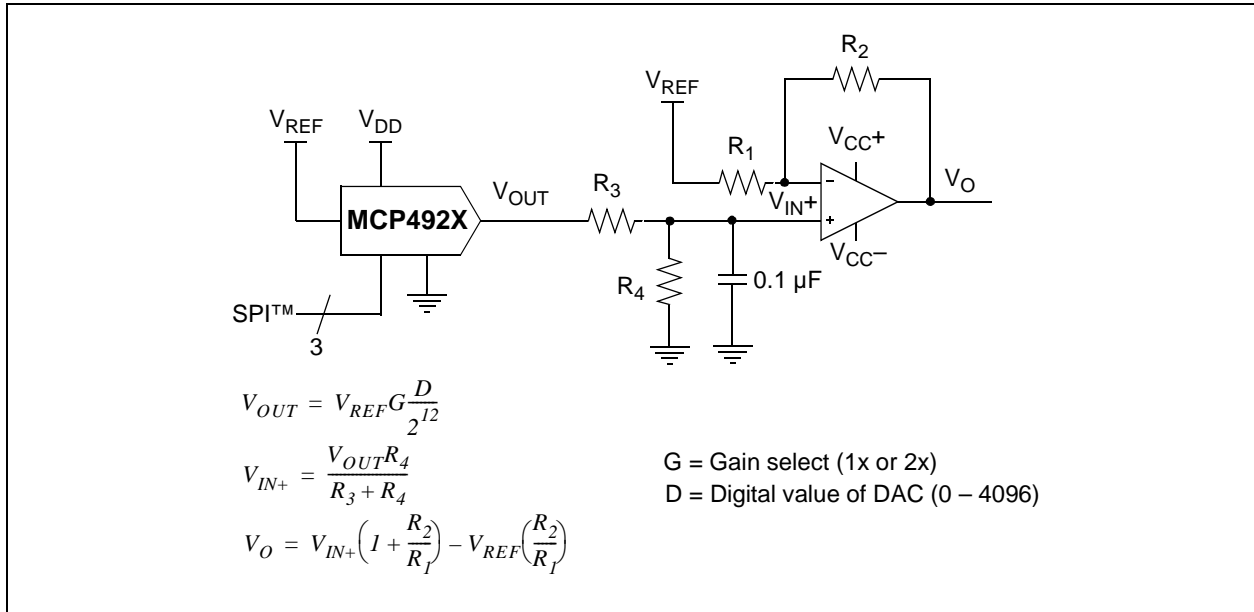 R2
VREF
VREF
VDD
R1
VCC+
VOUT
R3
VIN+
VO
MCP492X
–
+
VCC–
R4
0.1 µF
SPI™
3
VOUT = VREF G D/2^12
VIN+ = VOUT R4/(R3 + R4)
G = Gain select (1x or 2x)
D = Digital value of DAC (0 – 4096)
VO = VIN+(1 + R2/R1) – VREF(R2/R1)